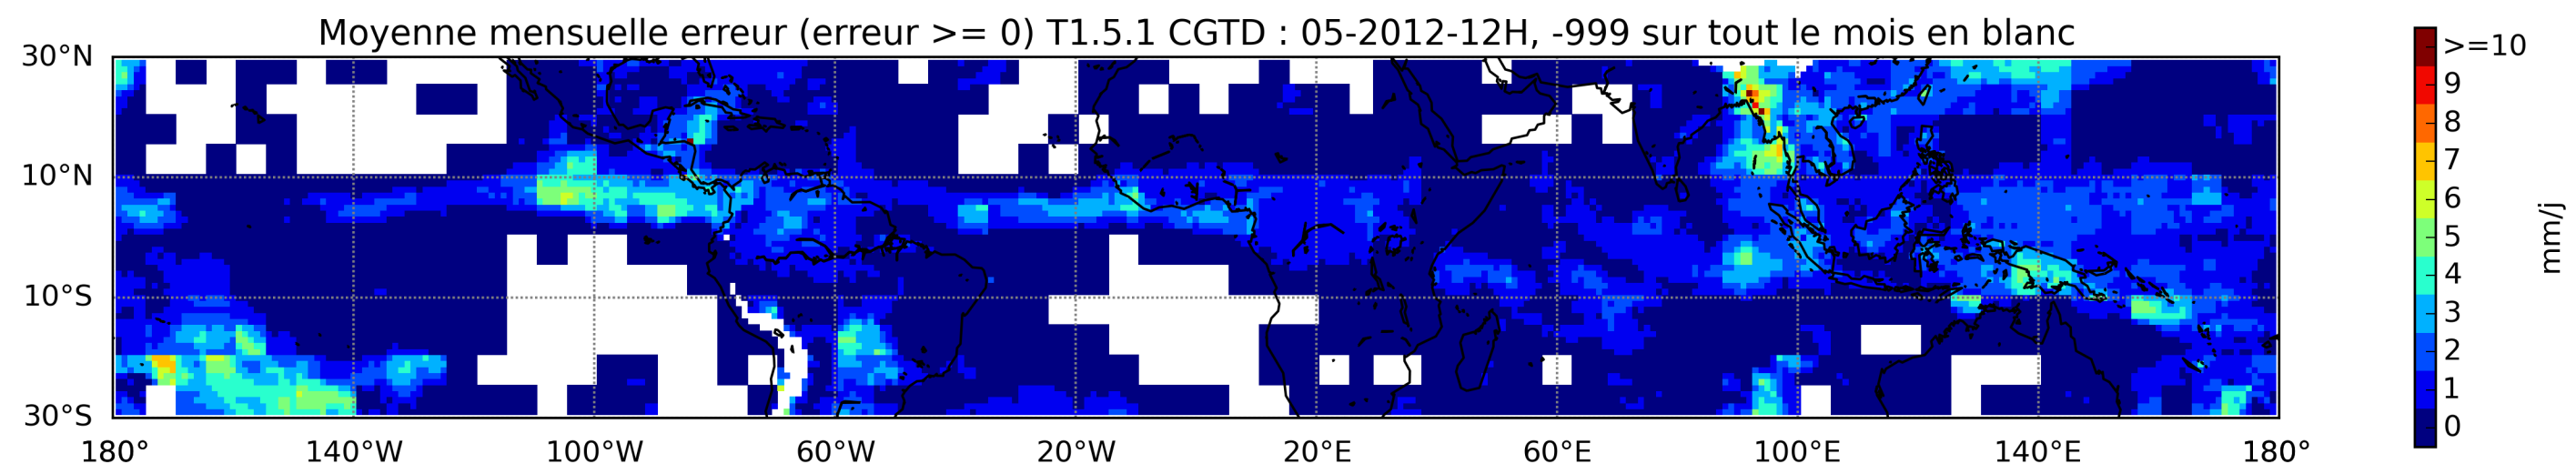 Moyenne mensuelle erreur (erreur >= 0) T1.5.1 CGTD : 05-2012-12H, -999 sur tout le mois en blanc
30°N
10°N
10°S
30°S
180° 140°W 100°W 60°W 20°W 20°E 60°E 100°E 140°E 180°
>=10
9
8
7
6
5
4
3
2
1
0
mm/j